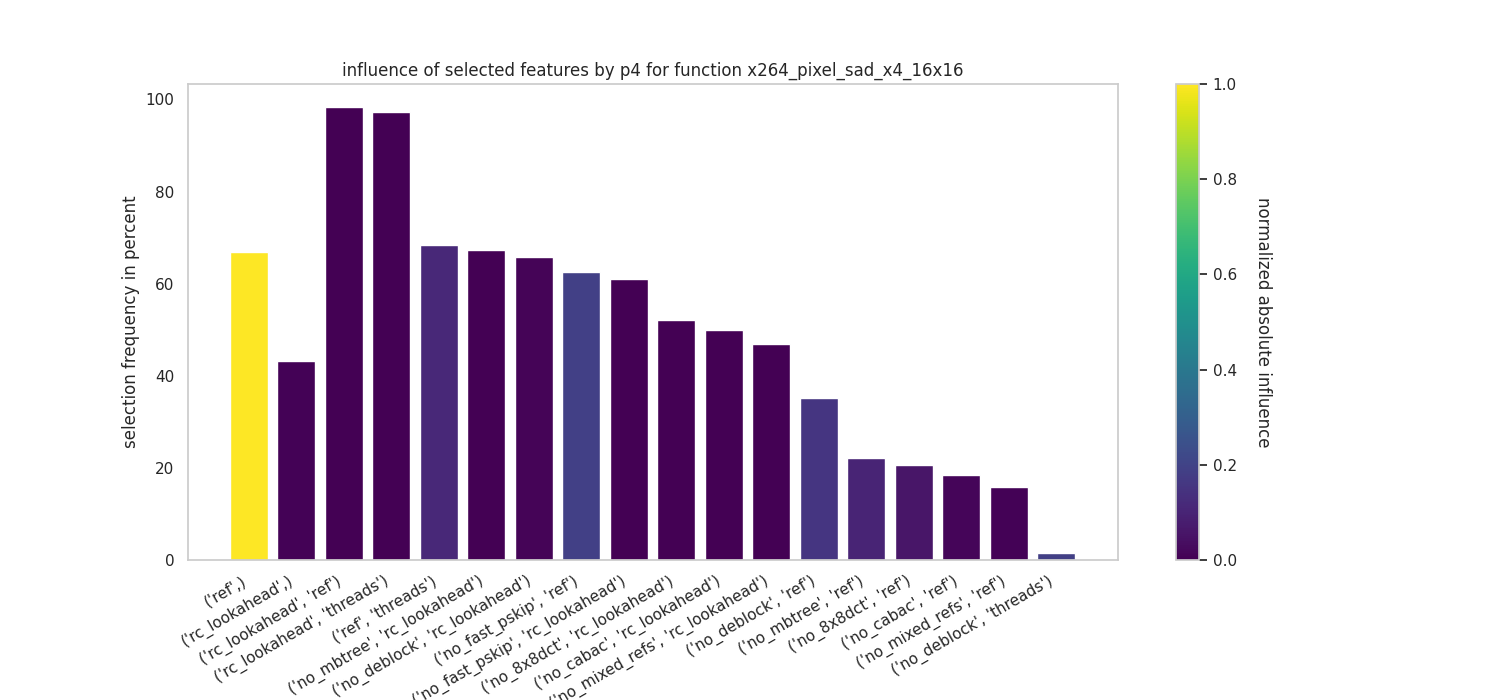 influence of selected features by p4 for function x264_pixel_sad_x4_16x16
selection frequency in percent
100
80
60
40
20
0
('ref',)
('rc_lookahead',)
('rc_lookahead', 'ref')
('rc_lookahead', 'threads')
('ref', 'threads')
('no_mbtree', 'rc_lookahead')
('no_deblock', 'rc_lookahead')
('no_fast_pskip', 'ref')
('no_fast_pskip', 'rc_lookahead')
('no_8x8dct', 'rc_lookahead')
('no_cabac', 'rc_lookahead')
('no_mixed_refs', 'rc_lookahead')
('no_deblock', 'ref')
('no_mbtree', 'ref')
('no_8x8dct', 'ref')
('no_cabac', 'ref')
('no_mixed_refs', 'ref')
('no_deblock', 'threads')
1.0
0.8
0.6
0.4
0.2
0.0
normalized absolute influence